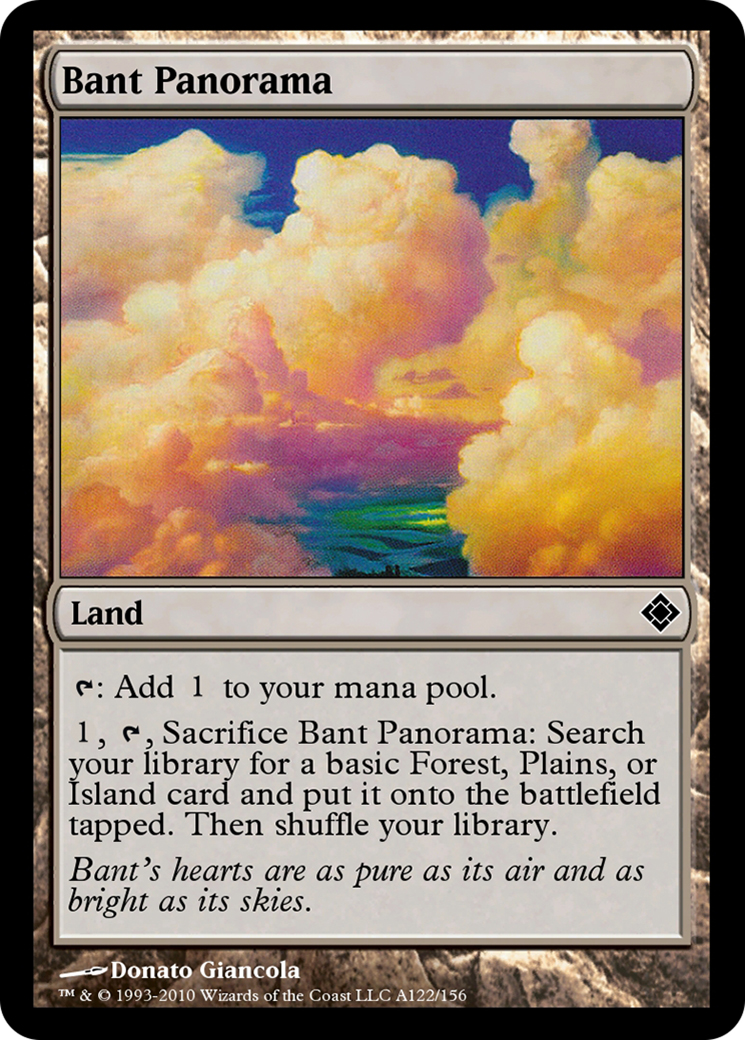 Bant Panorama
Land
: Add 1 to your mana pool.
1, , Sacrifice Bant Panorama: Search
your library for a basic Forest, Plains, or
Island card and put it onto the battlefield
tapped. Then shuffle your library.
Bant's hearts are as pure as its air and as
bright as its skies.
Donato Giancola
™ & © 1993-2010 Wizards of the Coast LLC A122/156